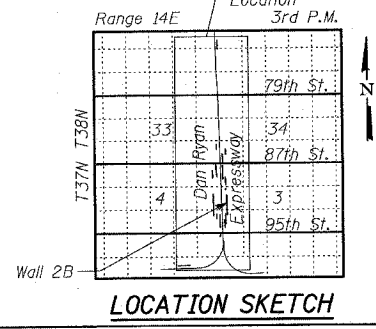 Location
Range 14E 3rd P.M.
79th St.
N
T37N T38N
33 34
87th St.
Dan Ryan
Expressway
4 3
95th St.
Wall 2B
LOCATION SKETCH